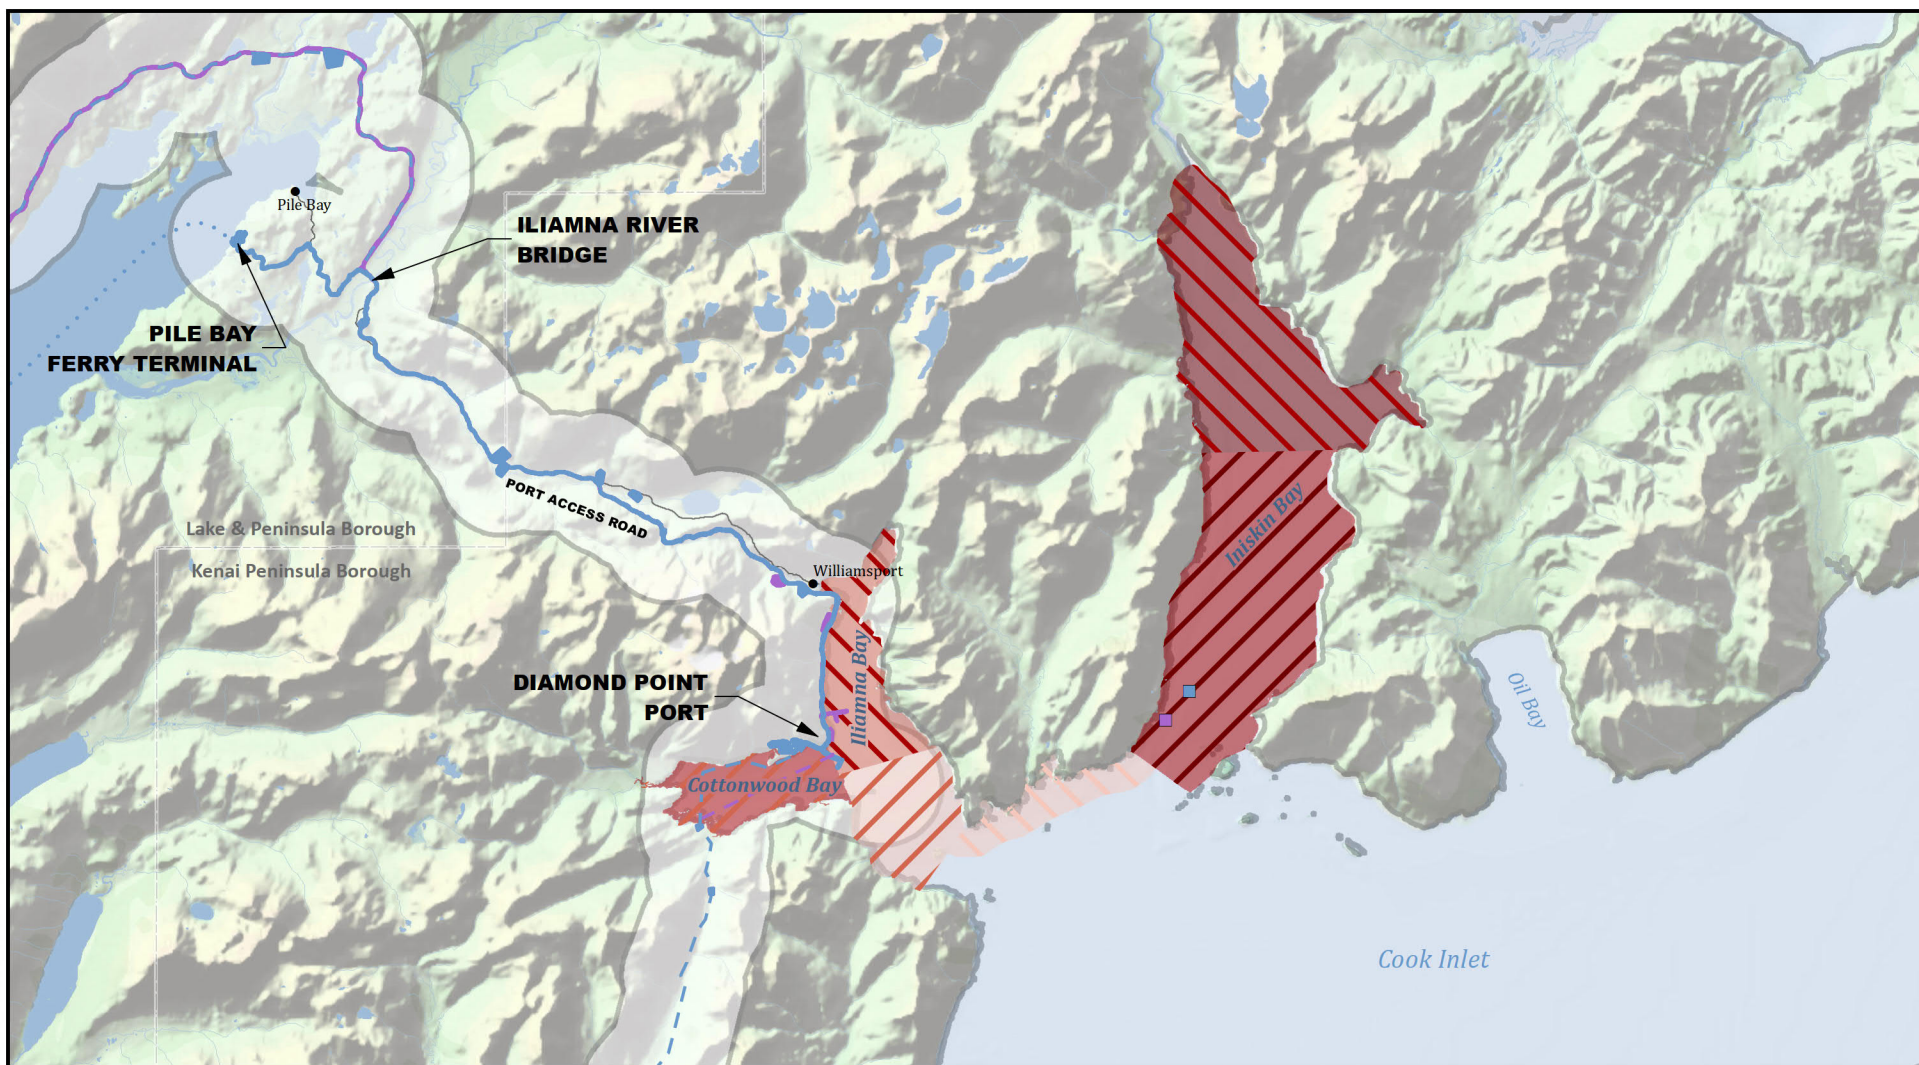 Pile Bay
ILIAMNA RIVER
BRIDGE
PILE BAY
FERRY TERMINAL
PORT ACCESS ROAD
Lake & Peninsula Borough
Kenai Peninsula Borough
Williamsport
Iniskin Bay
Iliamna Bay
DIAMOND POINT
PORT
Oil Bay
Cottonwood Bay
Cook Inlet